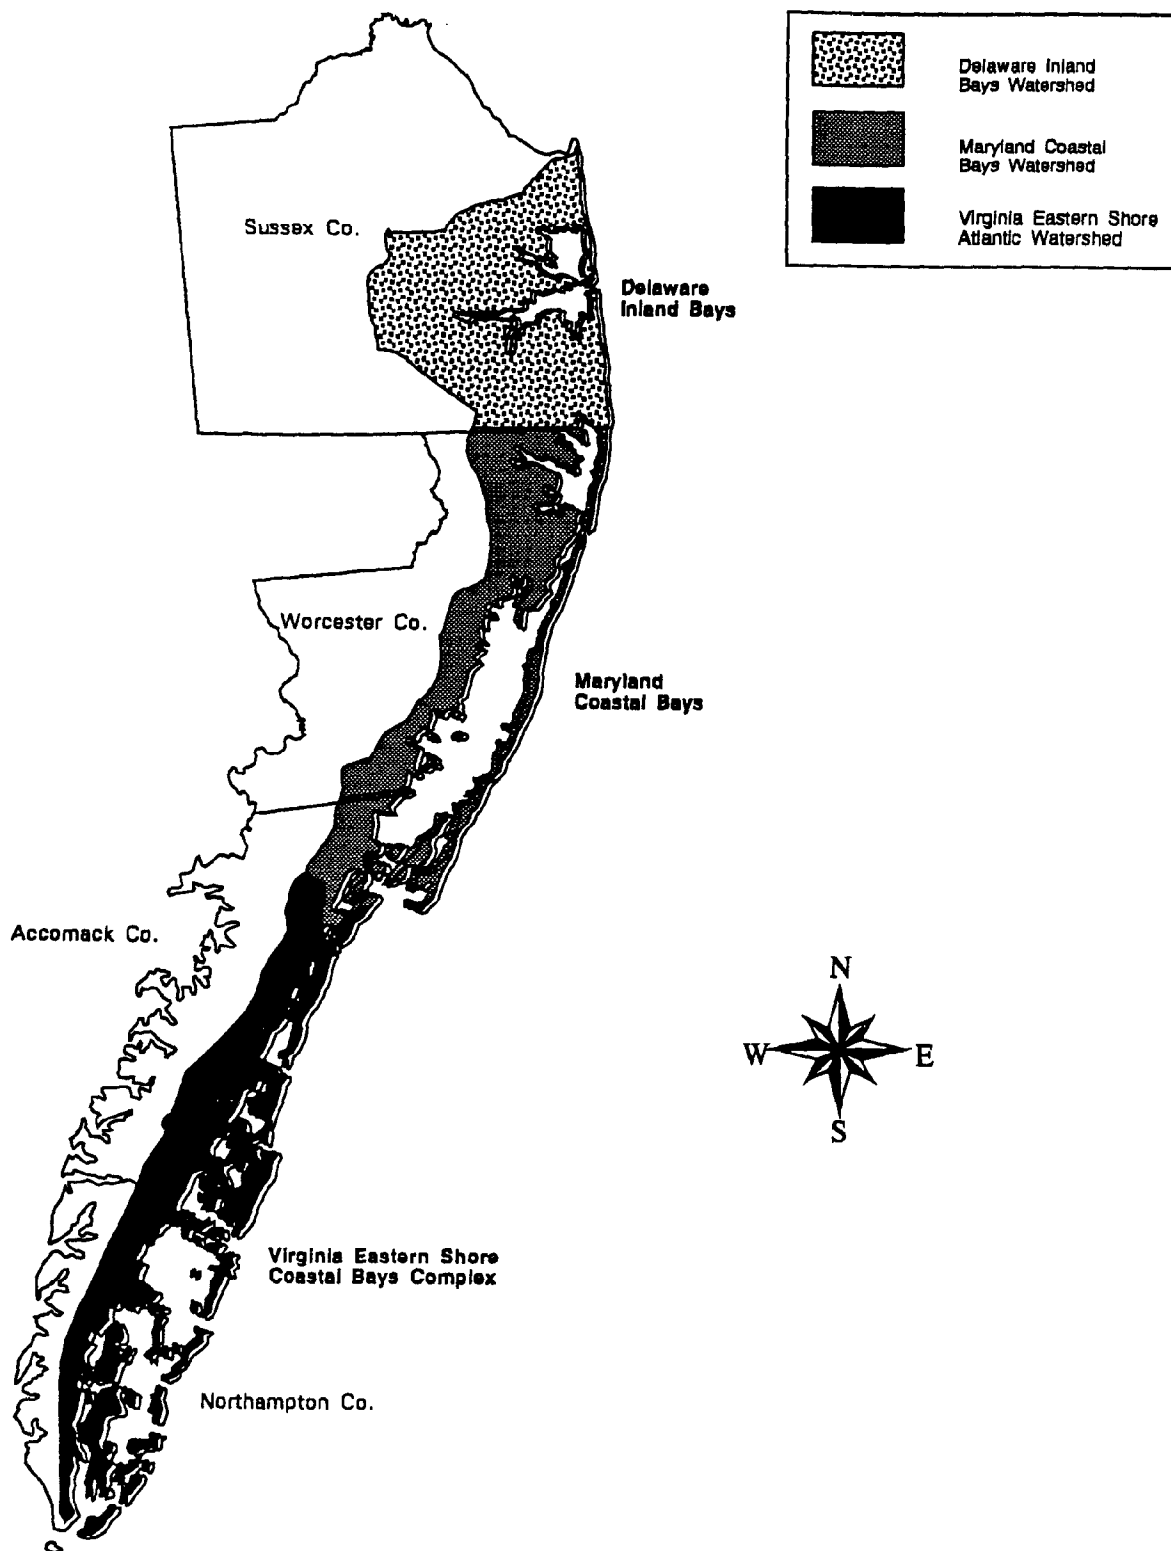 Delaware Inland
Bays Watershed
Maryland Coastal
Bays Watershed
Virginia Eastern Shore
Atlantic Watershed
Sussex Co.
Delaware
Inland Bays
Worcester Co.
Maryland
Coastal Bays
Accomack Co.
N
W
E
S
Virginia Eastern Shore
Coastal Bays Complex
Northampton Co.